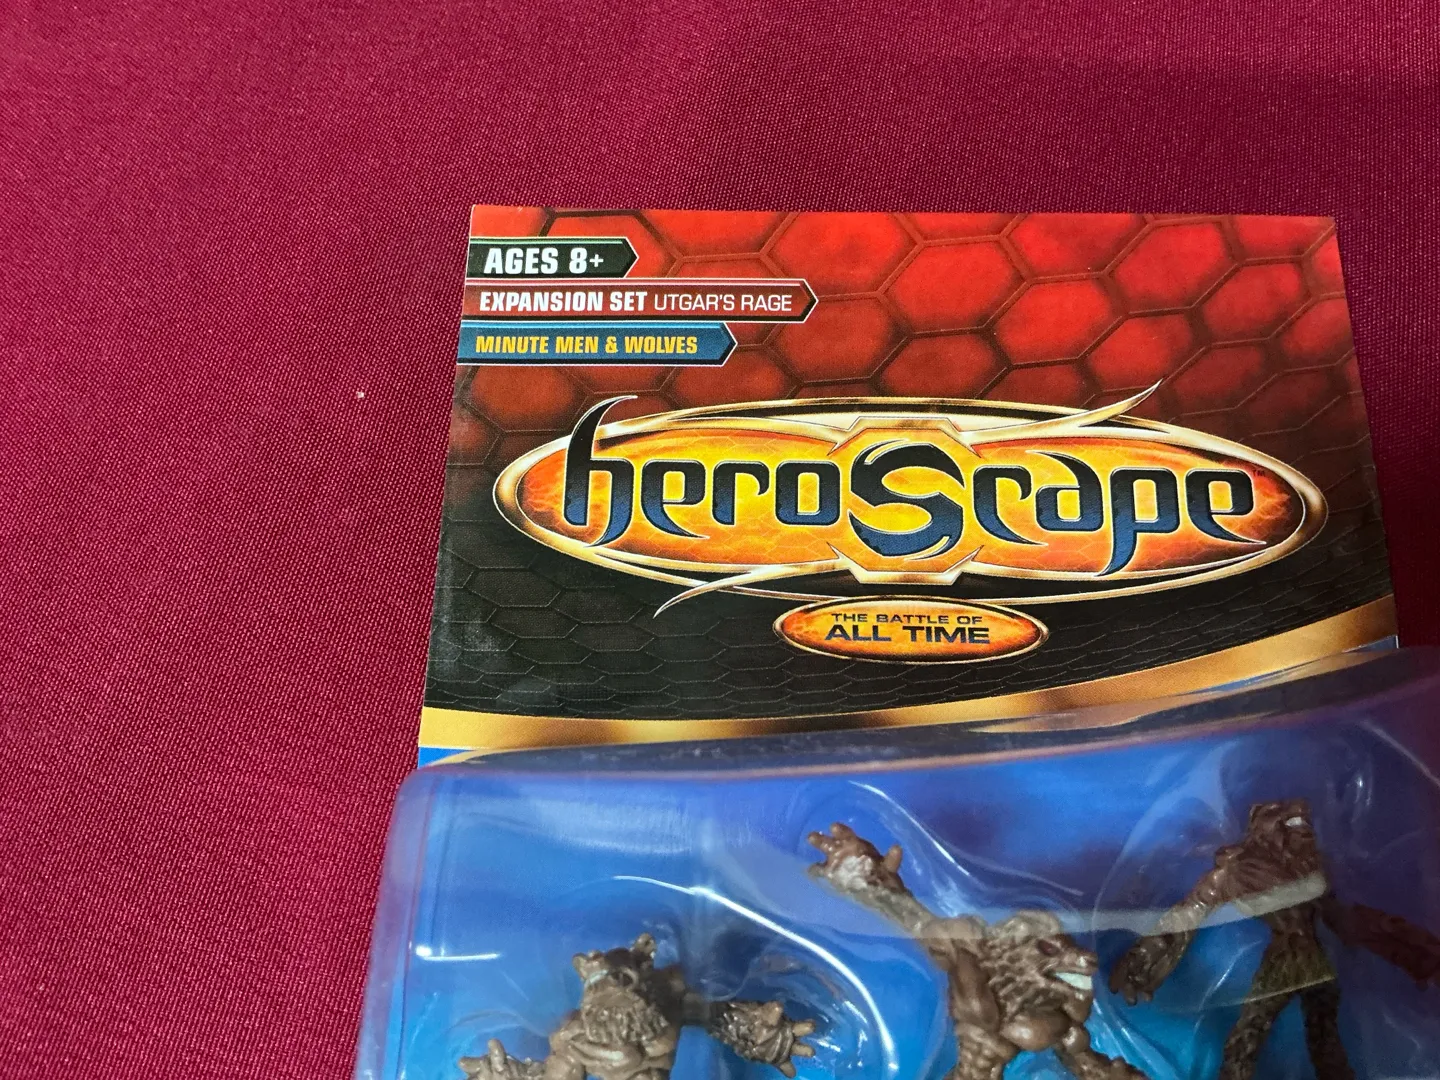 AGES 8+
EXPANSION SET UTGAR'S RAGE
MINUTE MEN & WOLVES
heroScape
THE BATTLE OF
ALL TIME